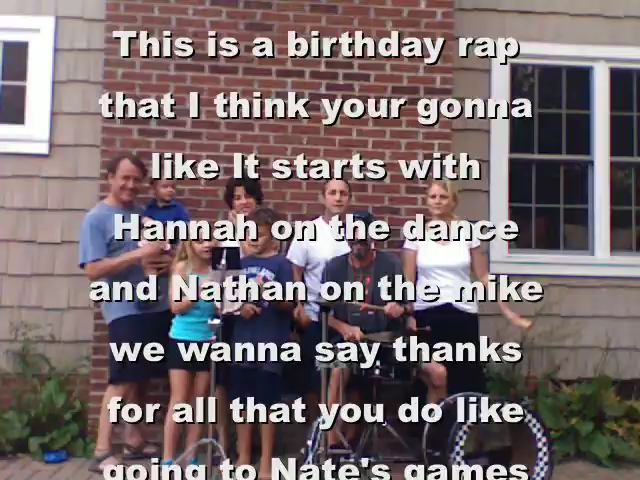 This is a birthday rap
that I think your gonna
like It starts with
Hannah on the dance
and Nathan on the mike
we wanna say thanks
for all that you do like
going to Nate's games